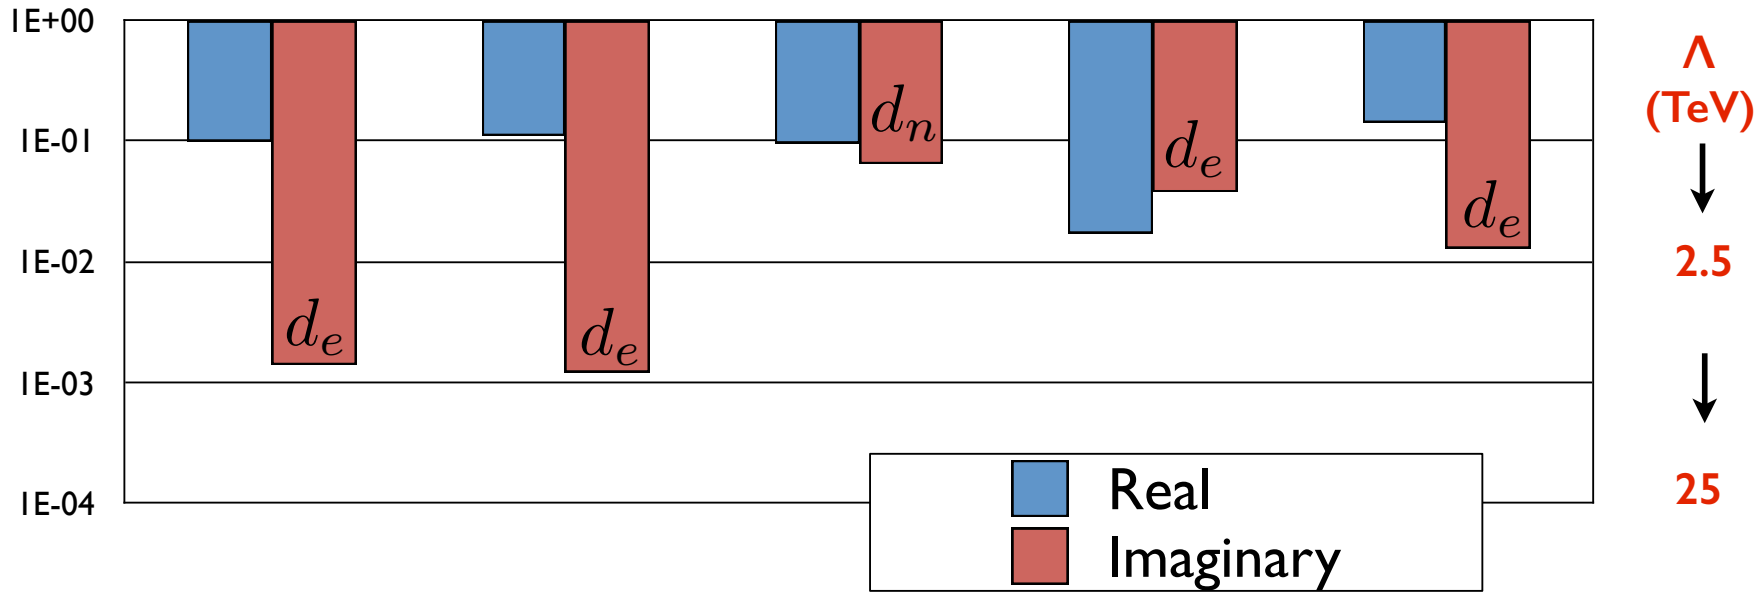 1E+00
1E-01
1E-02
1E-03
1E-04
d_e
d_e
d_n
d_e
d_e
Λ
(TeV)
2.5
25
Real
Imaginary